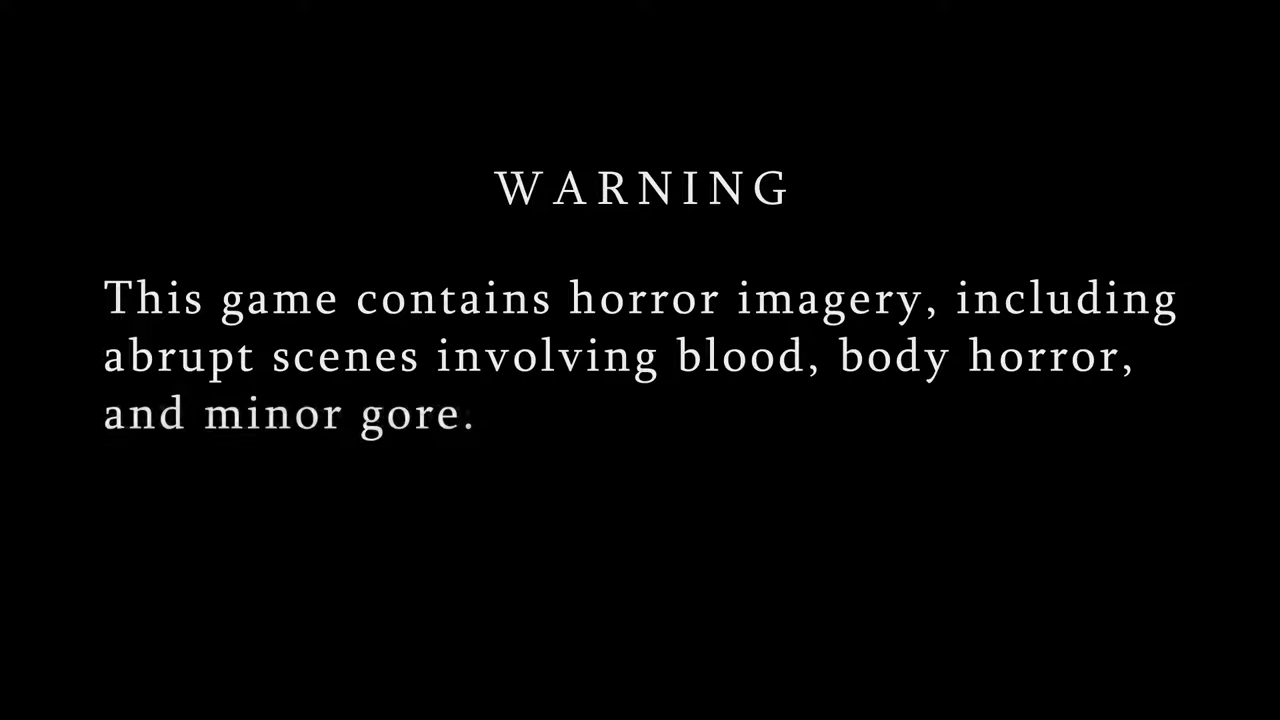 WARNING
This game contains horror imagery, including
abrupt scenes involving blood, body horror,
and minor gore.